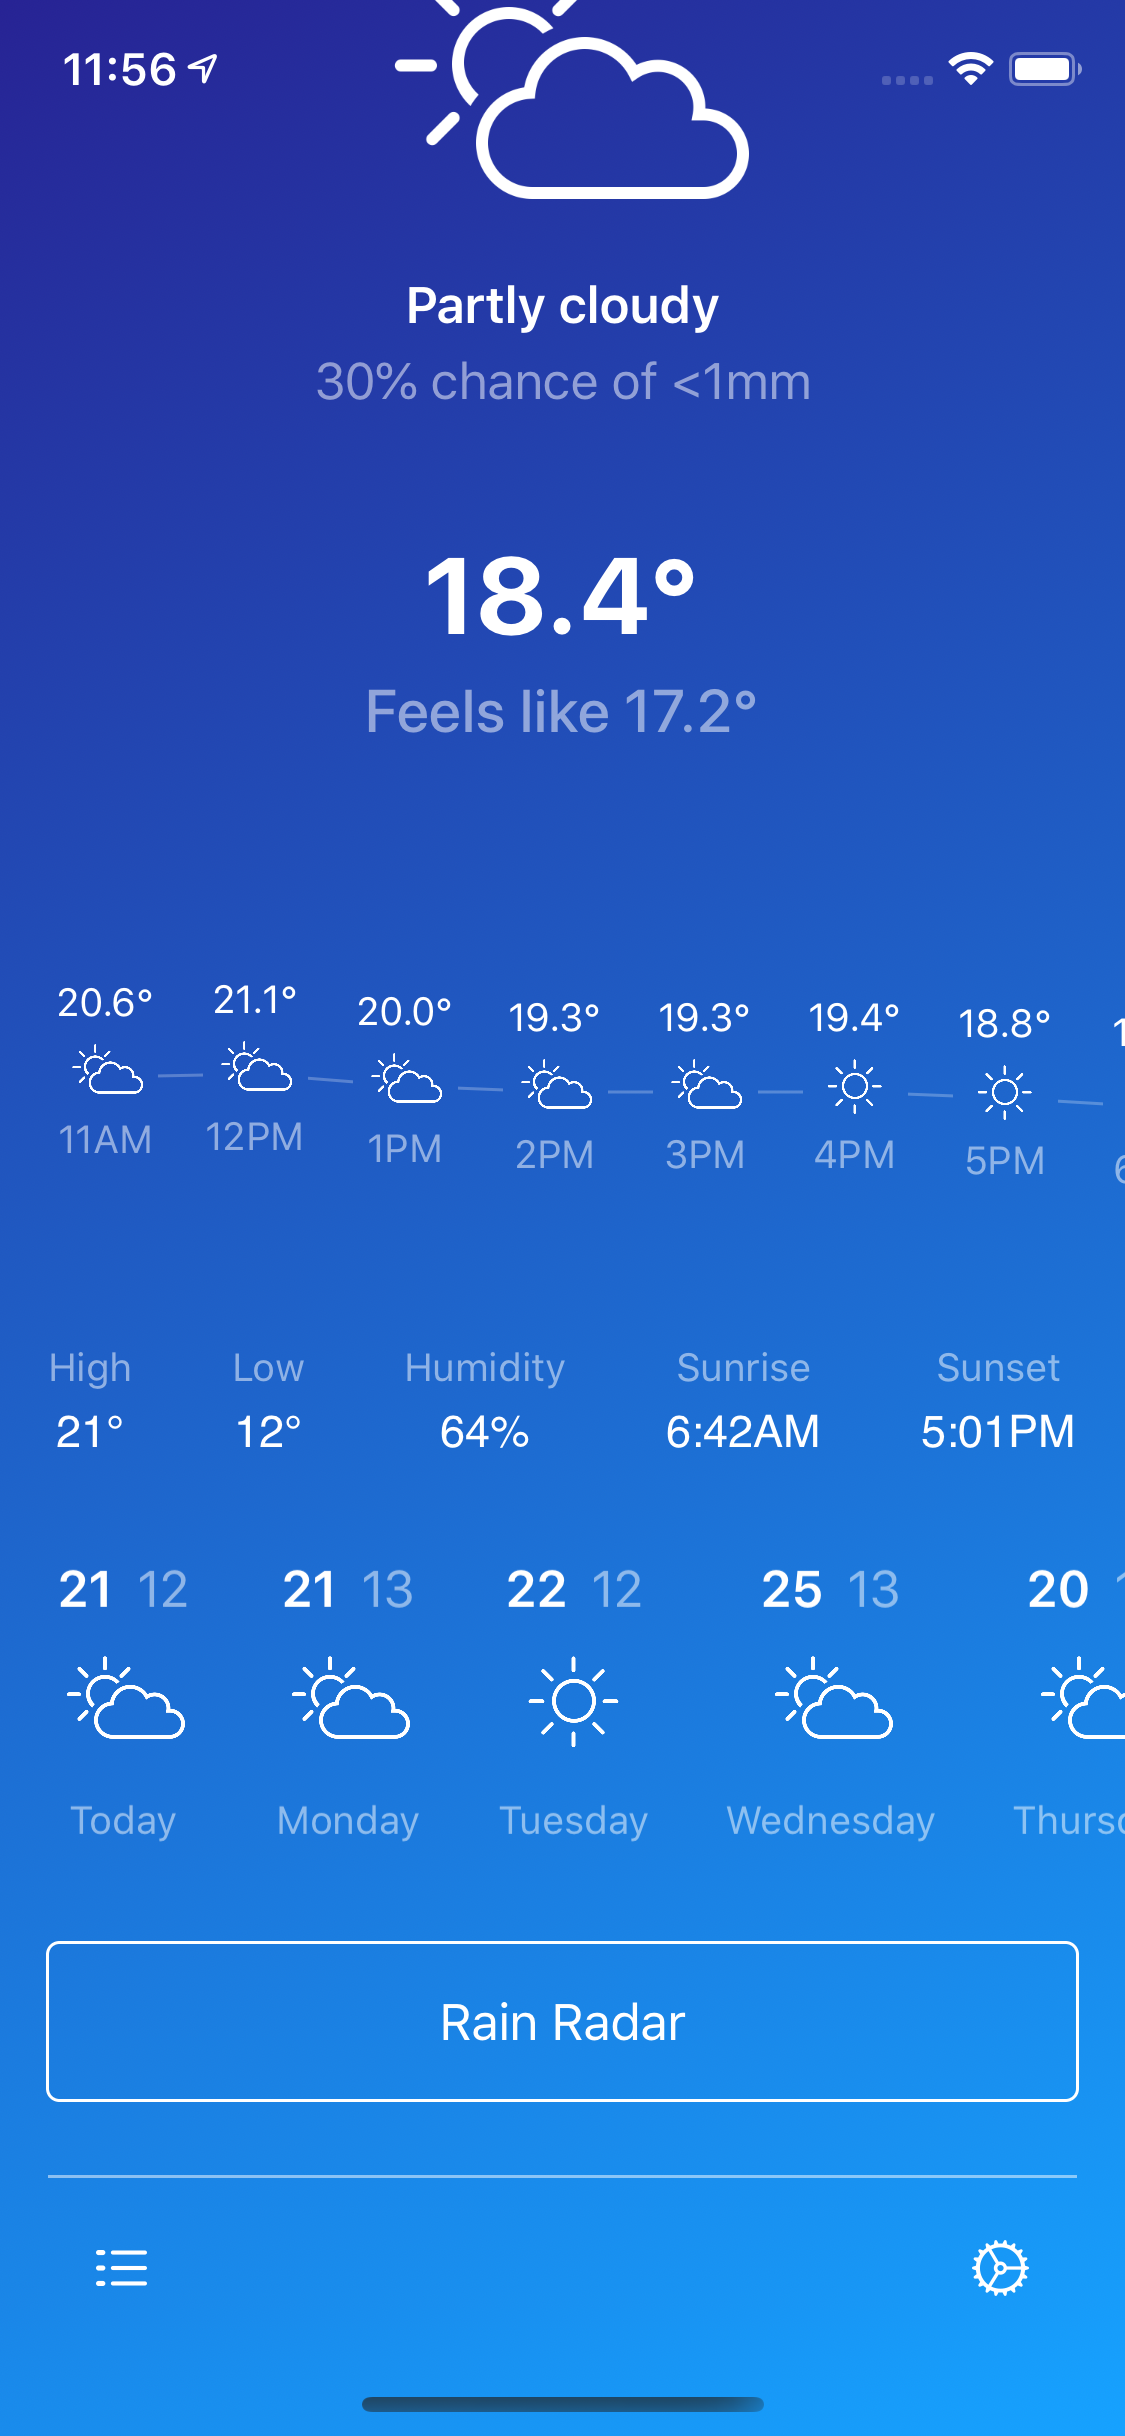 11:56
Partly cloudy
30% chance of <1mm
18.4°
Feels like 17.2°
20.6° 21.1° 20.0° 19.3° 19.3° 19.4° 18.8°
11AM 12PM 1PM 2PM 3PM 4PM 5PM
High Low Humidity Sunrise Sunset
21° 12° 64% 6:42AM 5:01PM
21 12 21 13 22 12 25 13 20
Today Monday Tuesday Wednesday Thurs
Rain Radar